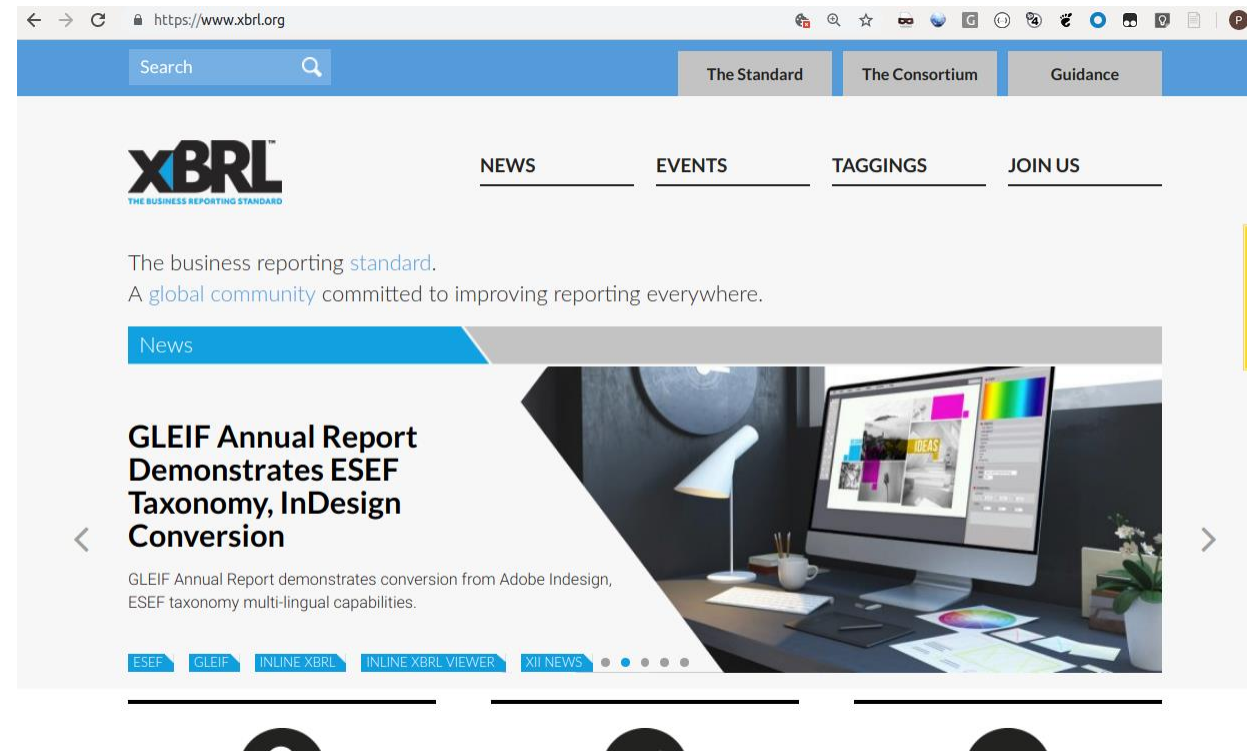 https://www.xbrl.org
Search
The Standard
The Consortium
Guidance
XBRL™
THE BUSINESS REPORTING STANDARD
NEWS
EVENTS
TAGGINGS
JOIN US
The business reporting standard.
A global community committed to improving reporting everywhere.
News
IDEAS
GLEIF Annual Report
Demonstrates ESEF
Taxonomy, InDesign
Conversion
GLEIF Annual Report demonstrates conversion from Adobe Indesign,
ESEF taxonomy multi-lingual capabilities.
ESEF
GLEIF
INLINE XBRL
INLINE XBRL VIEWER
XII NEWS